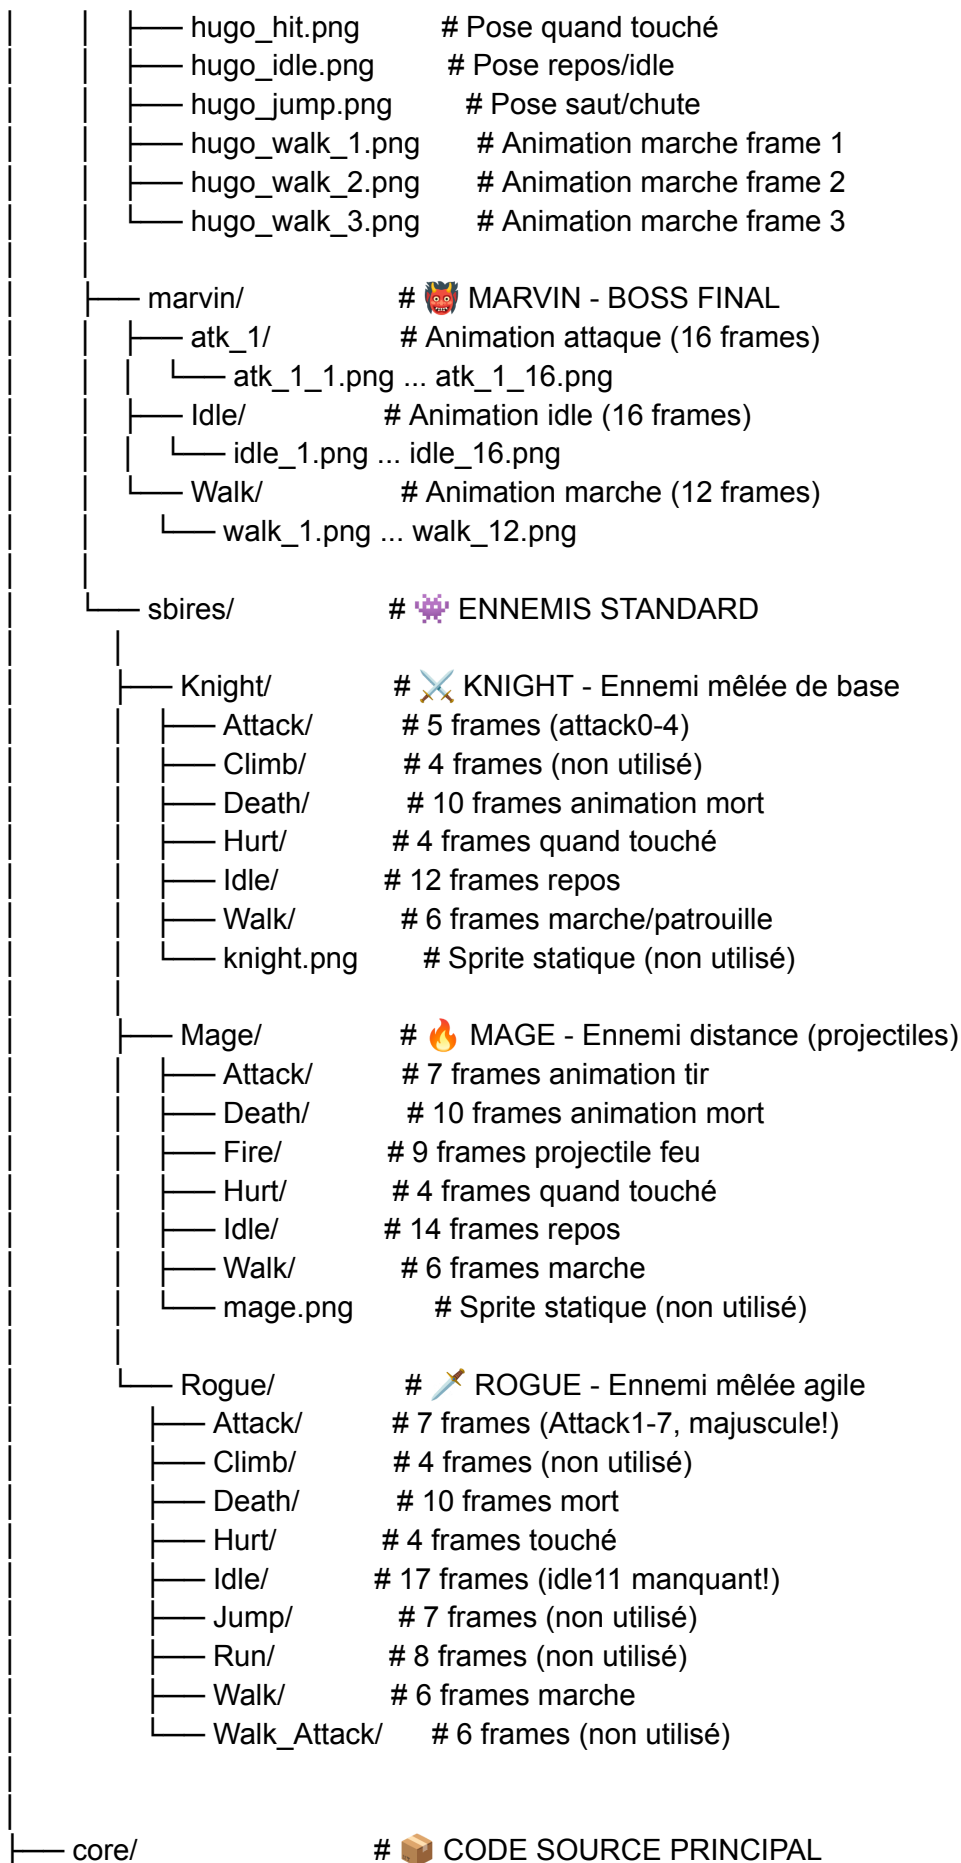 │       │   ├── hugo_hit.png          # Pose quand touché
│       │   ├── hugo_idle.png         # Pose repos/idle
│       │   ├── hugo_jump.png         # Pose saut/chute
│       │   ├── hugo_walk_1.png       # Animation marche frame 1
│       │   ├── hugo_walk_2.png       # Animation marche frame 2
│       │   └── hugo_walk_3.png       # Animation marche frame 3
│       │
│       ├── marvin/                   # 👹 MARVIN - BOSS FINAL
│       │   ├── atk_1/                # Animation attaque (16 frames)
│       │   │   └── atk_1_1.png ... atk_1_16.png
│       │   ├── Idle/                 # Animation idle (16 frames)
│       │   │   └── idle_1.png ... idle_16.png
│       │   └── Walk/                 # Animation marche (12 frames)
│       │       └── walk_1.png ... walk_12.png
│       │
│       └── sbires/                   # 👾 ENNEMIS STANDARD
│           │
│           ├── Knight/               # ⚔️ KNIGHT - Ennemi mêlée de base
│           │   ├── Attack/           # 5 frames (attack0-4)
│           │   ├── Climb/            # 4 frames (non utilisé)
│           │   ├── Death/            # 10 frames animation mort
│           │   ├── Hurt/             # 4 frames quand touché
│           │   ├── Idle/             # 12 frames repos
│           │   ├── Walk/             # 6 frames marche/patrouille
│           │   └── knight.png        # Sprite statique (non utilisé)
│           │
│           ├── Mage/                 # 🔥 MAGE - Ennemi distance (projectiles)
│           │   ├── Attack/           # 7 frames animation tir
│           │   ├── Death/            # 10 frames animation mort
│           │   ├── Fire/             # 9 frames projectile feu
│           │   ├── Hurt/             # 4 frames quand touché
│           │   ├── Idle/             # 14 frames repos
│           │   ├── Walk/             # 6 frames marche
│           │   └── mage.png          # Sprite statique (non utilisé)
│           │
│           └── Rogue/                # 🗡️ ROGUE - Ennemi mêlée agile
│               ├── Attack/           # 7 frames (Attack1-7, majuscule!)
│               ├── Climb/            # 4 frames (non utilisé)
│               ├── Death/            # 10 frames mort
│               ├── Hurt/             # 4 frames touché
│               ├── Idle/             # 17 frames (idle11 manquant!)
│               ├── Jump/             # 7 frames (non utilisé)
│               ├── Run/              # 8 frames (non utilisé)
│               ├── Walk/             # 6 frames marche
│               └── Walk_Attack/      # 6 frames (non utilisé)
│
│
├── core/                             # 📦 CODE SOURCE PRINCIPAL